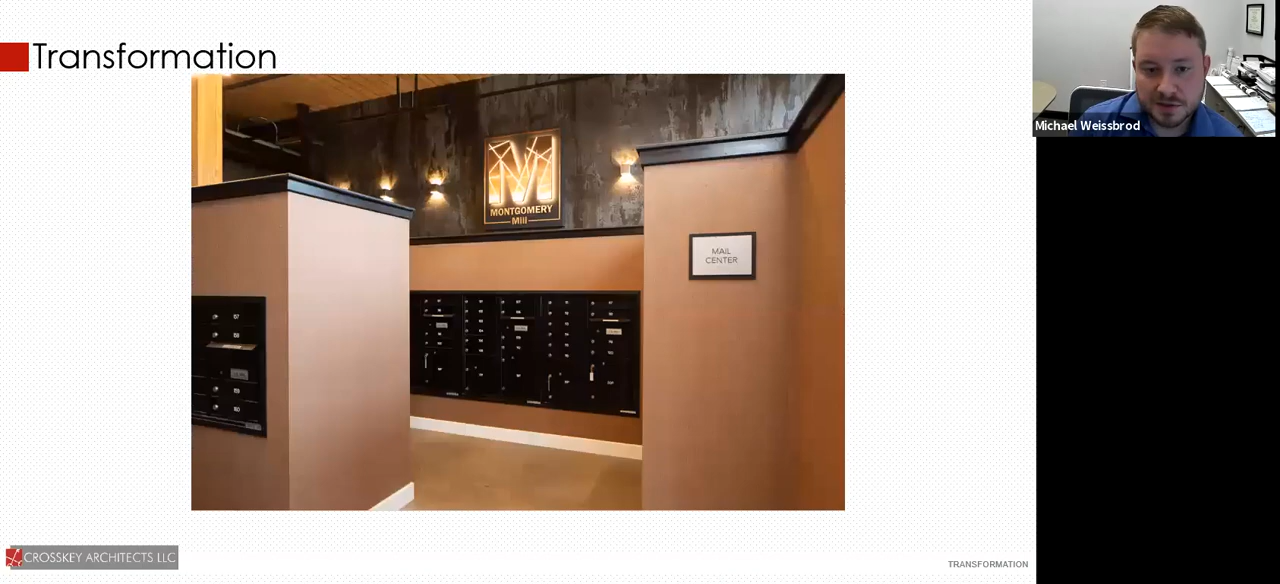 Transformation
Michael Weissbrod
M
MONTGOMERY
Mill
MAIL
CENTER
CROSSKEY ARCHITECTS LLC
TRANSFORMATION